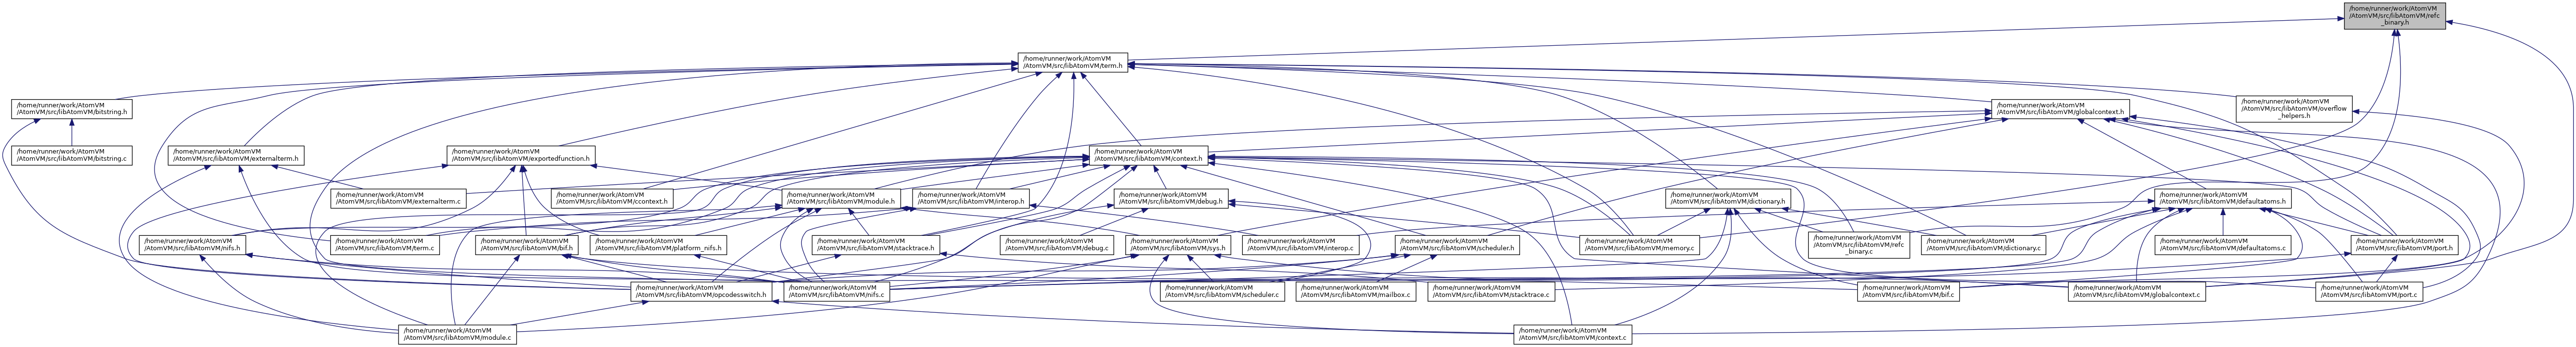 /home/runner/work/AtomVM
/AtomVM/src/libAtomVM/refc
_binary.h
/home/runner/work/AtomVM
/AtomVM/src/libAtomVM/term.h
/home/runner/work/AtomVM
/AtomVM/src/libAtomVM/bitstring.h
/home/runner/work/AtomVM
/AtomVM/src/libAtomVM/globalcontext.h
/home/runner/work/AtomVM
/AtomVM/src/libAtomVM/overflow
_helpers.h
/home/runner/work/AtomVM
/AtomVM/src/libAtomVM/bitstring.c
/home/runner/work/AtomVM
/AtomVM/src/libAtomVM/externalterm.h
/home/runner/work/AtomVM
/AtomVM/src/libAtomVM/exportedfunction.h
/home/runner/work/AtomVM
/AtomVM/src/libAtomVM/context.h
/home/runner/work/AtomVM
/AtomVM/src/libAtomVM/externalterm.c
/home/runner/work/AtomVM
/AtomVM/src/libAtomVM/ccontext.h
/home/runner/work/AtomVM
/AtomVM/src/libAtomVM/module.h
/home/runner/work/AtomVM
/AtomVM/src/libAtomVM/interop.h
/home/runner/work/AtomVM
/AtomVM/src/libAtomVM/debug.h
/home/runner/work/AtomVM
/AtomVM/src/libAtomVM/dictionary.h
/home/runner/work/AtomVM
/AtomVM/src/libAtomVM/defaultatoms.h
/home/runner/work/AtomVM
/AtomVM/src/libAtomVM/nifs.h
/home/runner/work/AtomVM
/AtomVM/src/libAtomVM/term.c
/home/runner/work/AtomVM
/AtomVM/src/libAtomVM/bif.h
/home/runner/work/AtomVM
/AtomVM/src/libAtomVM/platform_nifs.h
/home/runner/work/AtomVM
/AtomVM/src/libAtomVM/stacktrace.h
/home/runner/work/AtomVM
/AtomVM/src/libAtomVM/debug.c
/home/runner/work/AtomVM
/AtomVM/src/libAtomVM/sys.h
/home/runner/work/AtomVM
/AtomVM/src/libAtomVM/interop.c
/home/runner/work/AtomVM
/AtomVM/src/libAtomVM/scheduler.h
/home/runner/work/AtomVM
/AtomVM/src/libAtomVM/memory.c
/home/runner/work/AtomVM
/AtomVM/src/libAtomVM/refc
_binary.c
/home/runner/work/AtomVM
/AtomVM/src/libAtomVM/dictionary.c
/home/runner/work/AtomVM
/AtomVM/src/libAtomVM/defaultatoms.c
/home/runner/work/AtomVM
/AtomVM/src/libAtomVM/port.h
/home/runner/work/AtomVM
/AtomVM/src/libAtomVM/opcodesswitch.h
/home/runner/work/AtomVM
/AtomVM/src/libAtomVM/nifs.c
/home/runner/work/AtomVM
/AtomVM/src/libAtomVM/scheduler.c
/home/runner/work/AtomVM
/AtomVM/src/libAtomVM/mailbox.c
/home/runner/work/AtomVM
/AtomVM/src/libAtomVM/stacktrace.c
/home/runner/work/AtomVM
/AtomVM/src/libAtomVM/bif.c
/home/runner/work/AtomVM
/AtomVM/src/libAtomVM/globalcontext.c
/home/runner/work/AtomVM
/AtomVM/src/libAtomVM/port.c
/home/runner/work/AtomVM
/AtomVM/src/libAtomVM/module.c
/home/runner/work/AtomVM
/AtomVM/src/libAtomVM/context.c